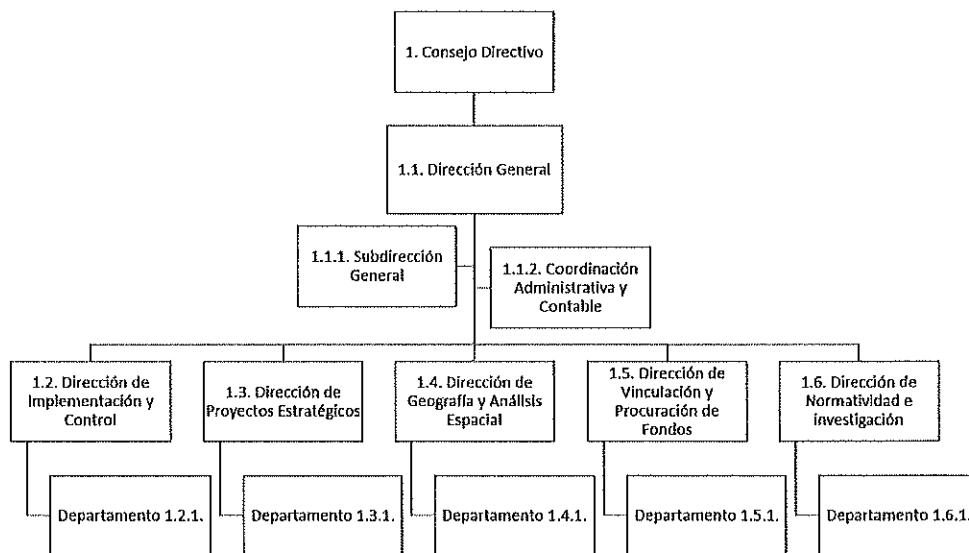 1. Consejo Directivo
1.1. Dirección General
1.1.1. Subdirección
General
1.1.2. Coordinación
Administrativa y
Contable
1.2. Dirección de
Implementación y
Control
1.3. Dirección de
Proyectos Estratégicos
1.4. Dirección de
Geografía y Análisis
Espacial
1.5. Dirección de
Vinculación y
Procuración de
Fondos
1.6. Dirección de
Normatividad e
investigación
Departamento 1.2.1.
Departamento 1.3.1.
Departamento 1.4.1.
Departamento 1.5.1.
Departamento 1.6.1.